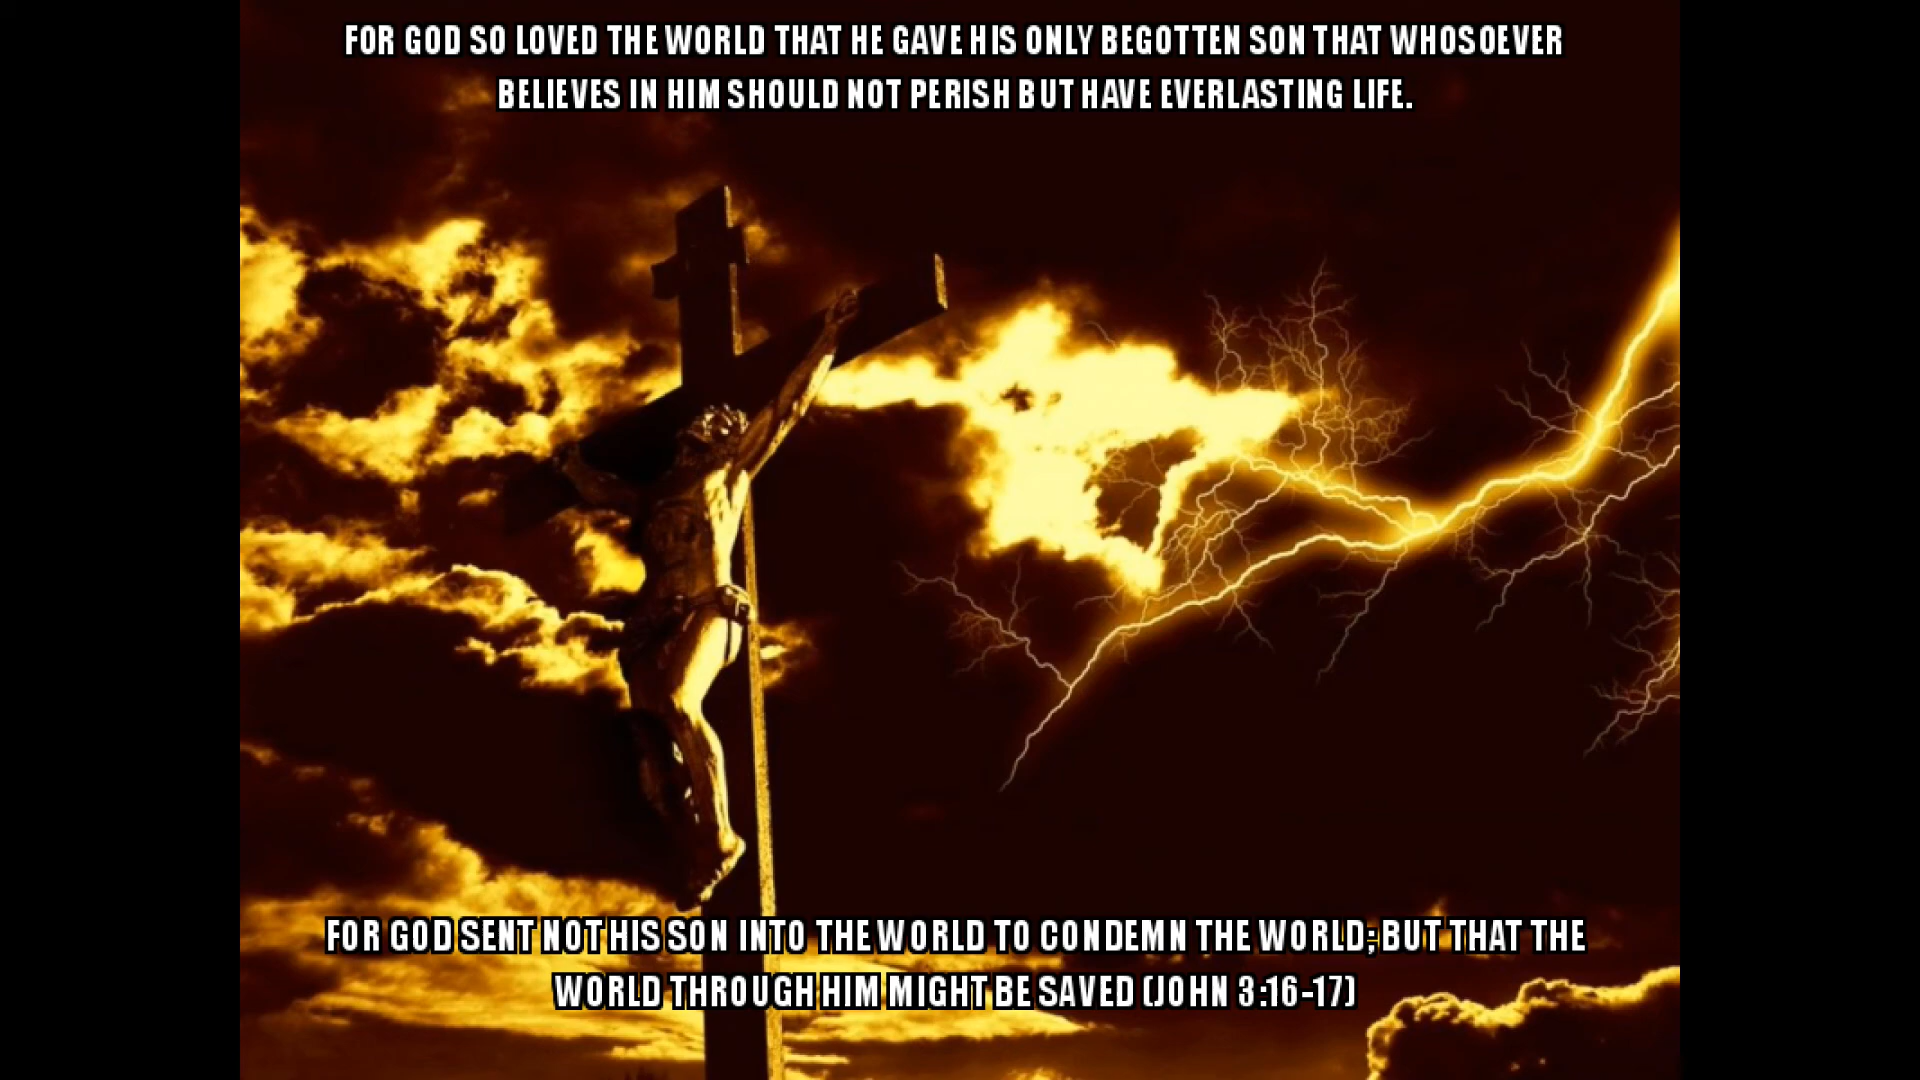 FOR GOD SO LOVED THE WORLD THAT HE GAVE HIS ONLY BEGOTTEN SON THAT WHOSOEVER
BELIEVES IN HIM SHOULD NOT PERISH BUT HAVE EVERLASTING LIFE.
FOR GOD SENT NOT HIS SON INTO THE WORLD TO CONDEMN THE WORLD; BUT THAT THE
WORLD THROUGH HIM MIGHT BE SAVED (JOHN 3:16-17)